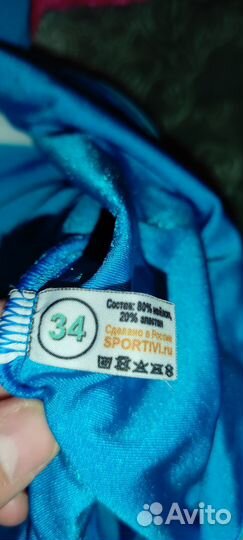 34
Состав: 80% нейлон,
20% эластан
Сделано в России
SPORTIVI.ru
Avito